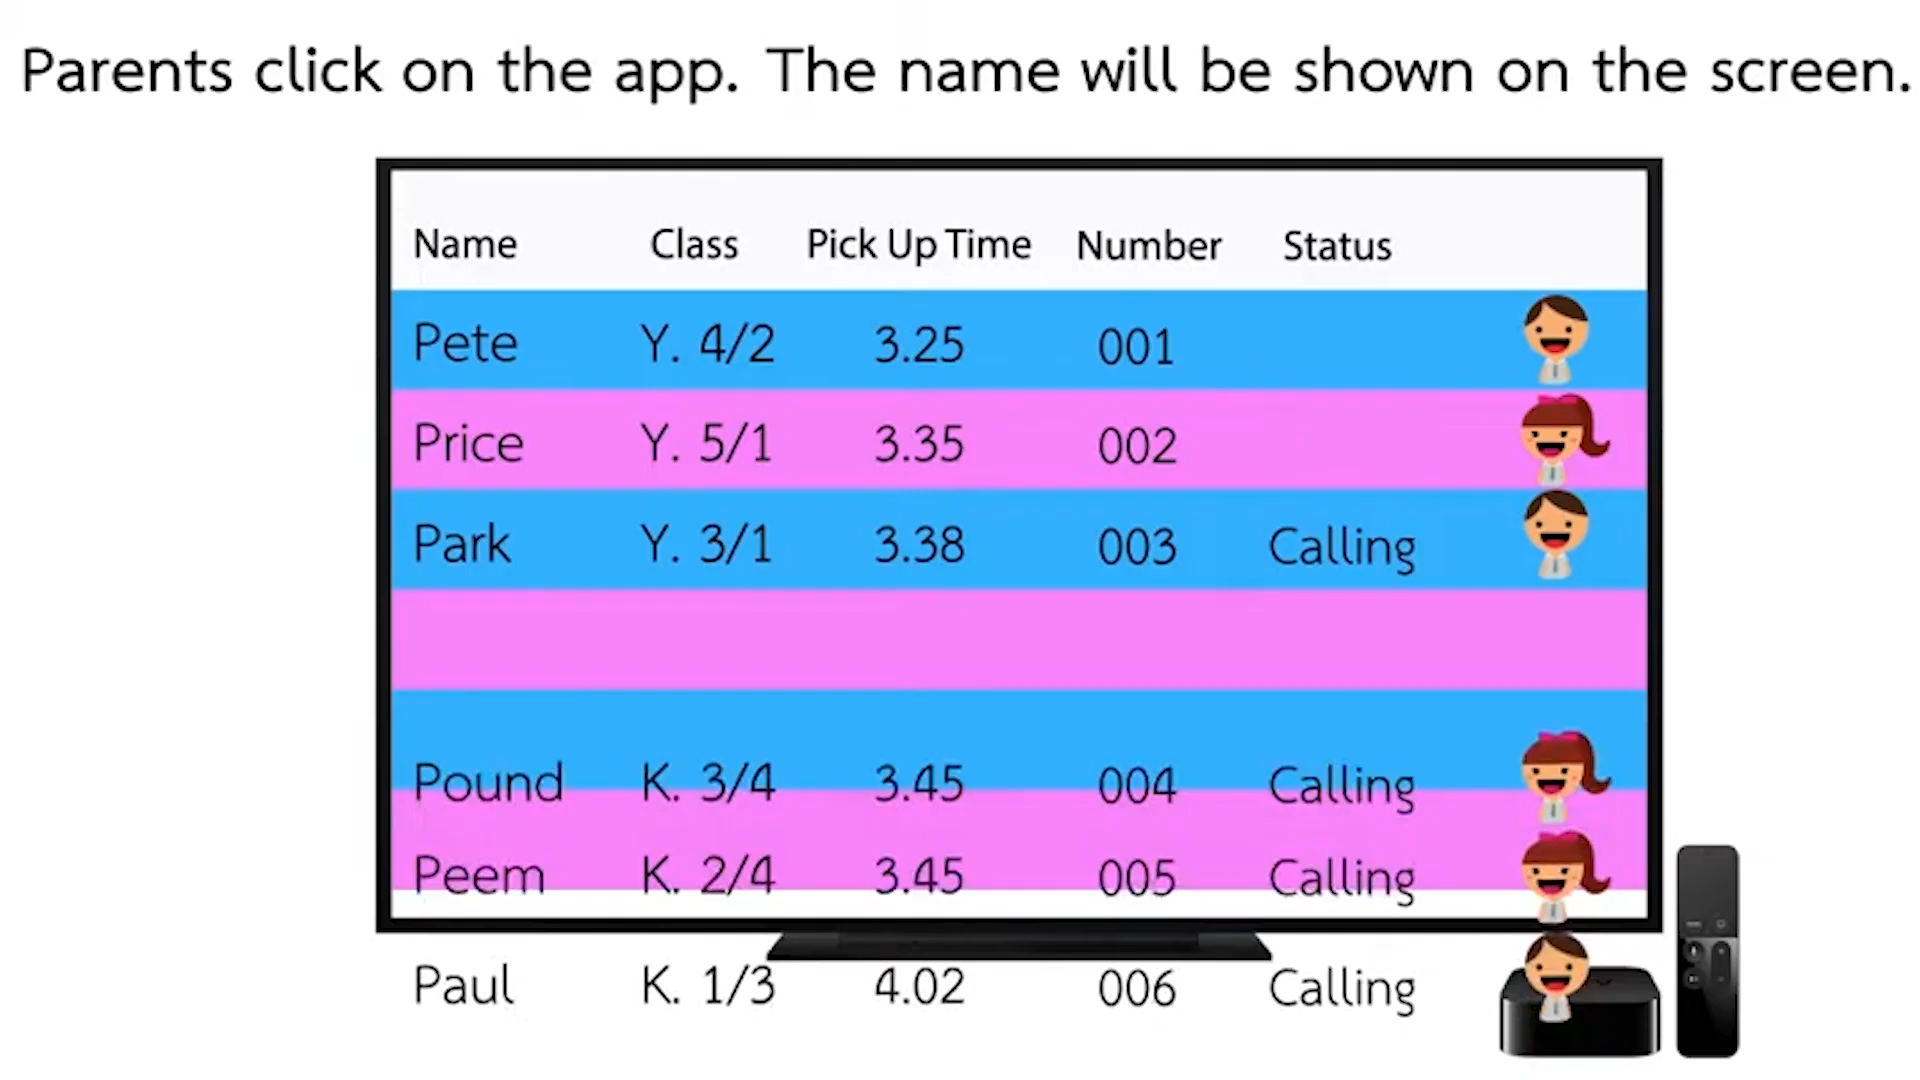 Parents click on the app. The name will be shown on the screen.
Name Class Pick Up Time Number Status
Pete Y. 4/2 3.25 001
Price Y. 5/1 3.35 002
Park Y. 3/1 3.38 003 Calling
Pound K. 3/4 3.45 004 Calling
Peem K. 2/4 3.45 005 Calling
Paul K. 1/3 4.02 006 Calling